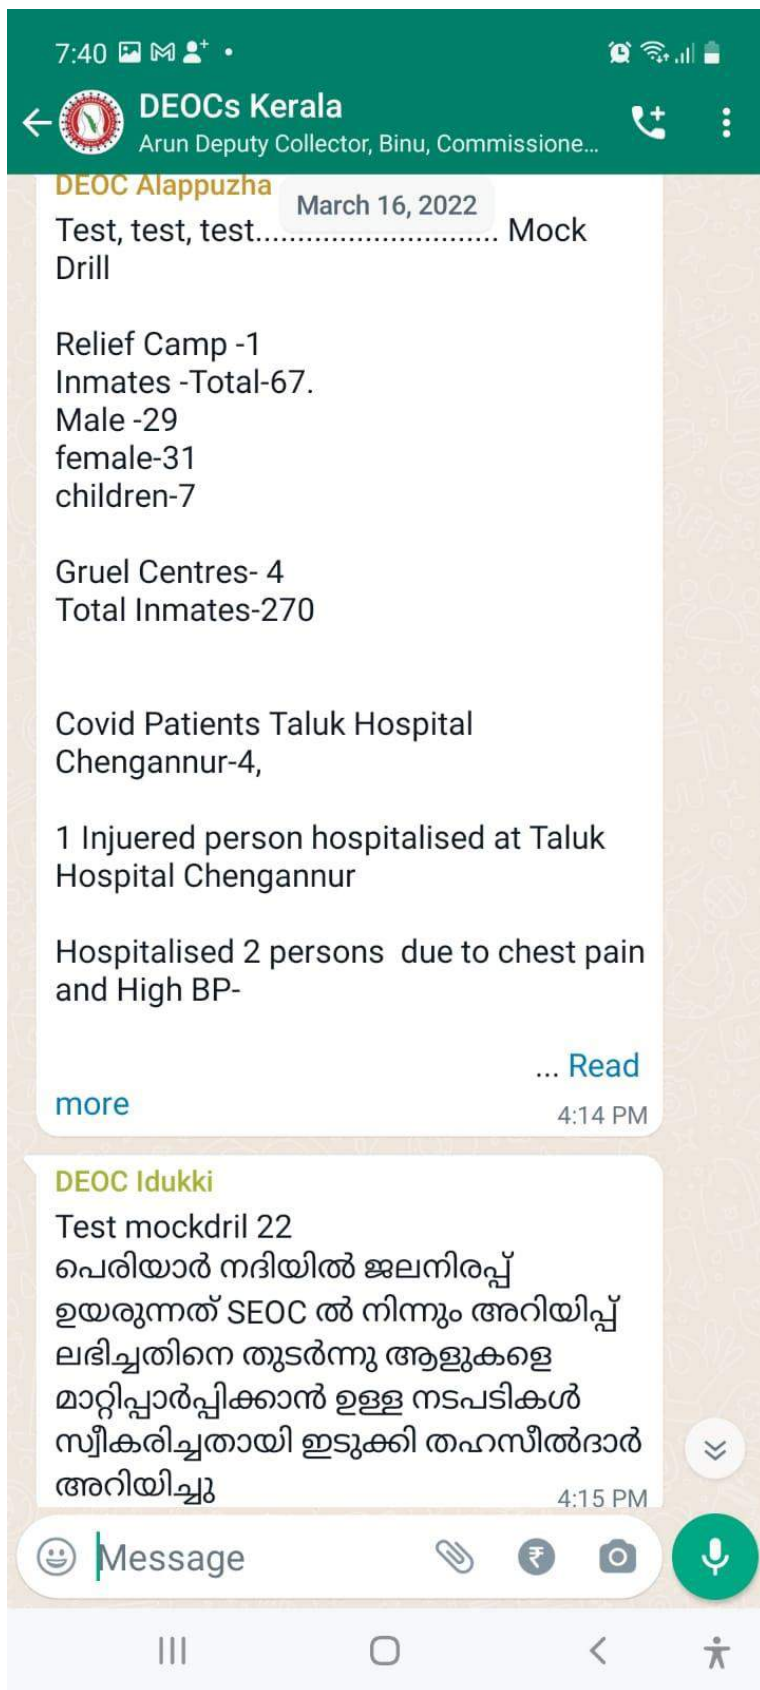 7:40
DEOCs Kerala
Arun Deputy Collector, Binu, Commissione...
DEOC Alappuzha
March 16, 2022
Test, test, test............................. Mock
Drill
Relief Camp -1
Inmates -Total-67.
Male -29
female-31
children-7
Gruel Centres- 4
Total Inmates-270
Covid Patients Taluk Hospital
Chengannur-4,
1 Injuered person hospitalised at Taluk
Hospital Chengannur
Hospitalised 2 persons  due to chest pain
and High BP-
... Read
more
4:14 PM
DEOC Idukki
Test mockdril 22
പെരിയാർ നദിയിൽ ജലനിരപ്പ്
ഉയരുന്നത് SEOC ൽ നിന്നും അറിയിപ്പ്
ലഭിച്ചതിനെ തുടർന്നു ആളുകളെ
മാറ്റിപ്പാർപ്പിക്കാൻ ഉള്ള നടപടികൾ
സ്വീകരിച്ചതായി ഇടുക്കി തഹസീൽദാർ
അറിയിച്ചു
4:15 PM
Message